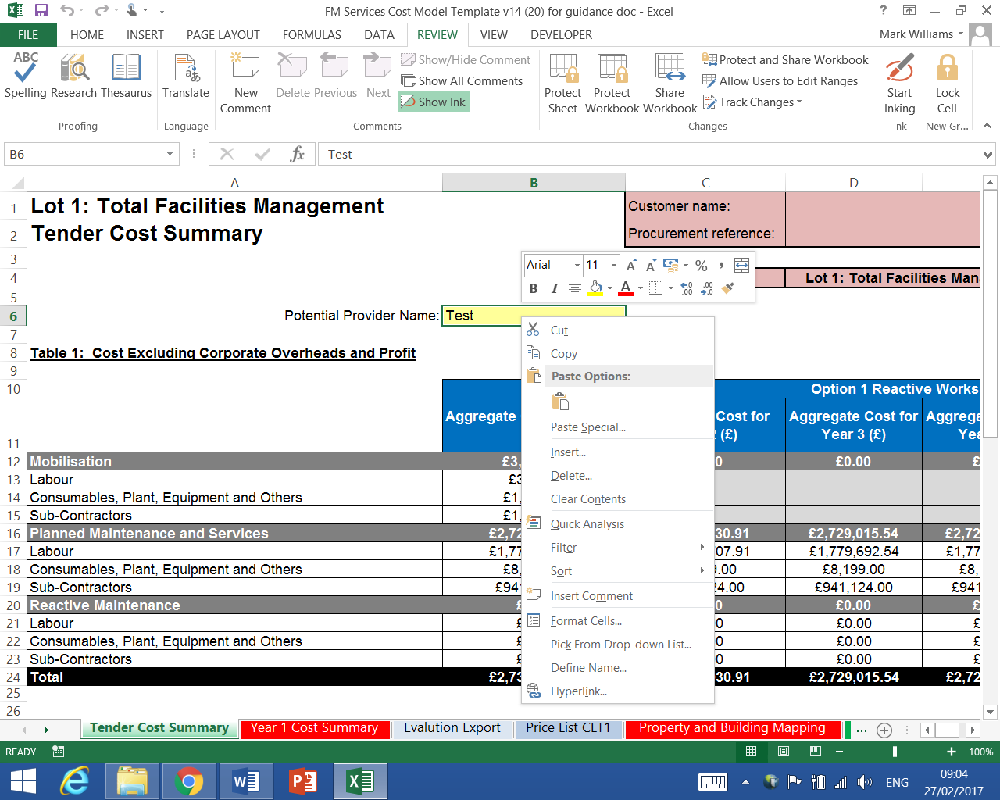 FM Services Cost Model Template v14 (20) for guidance doc - Excel
?
FILE HOME INSERT PAGE LAYOUT FORMULAS DATA REVIEW VIEW DEVELOPER Mark Williams
ABC
Spelling Research Thesaurus
Proofing
Translate
Language
New Comment
Delete Previous Next
Show/Hide Comment
Show All Comments
Show Ink
Comments
Protect Sheet
Protect Workbook
Share Workbook
Protect and Share Workbook
Allow Users to Edit Ranges
Track Changes
Changes
Start Inking
Ink
Lock Cell
New Gr...
B6 fx Test
A B C D
1 Lot 1: Total Facilities Management Customer name:
2 Tender Cost Summary Procurement reference:
3
4 Lot 1: Total Facilities Man
5
6 Potential Provider Name: Test
7
8 Table 1: Cost Excluding Corporate Overheads and Profit
9
10 Option 1 Reactive Works
Aggregate Cost for Aggregate Cost for Aggrega
(£) Year 3 (£) Yea
11
12 Mobilisation £3, 0 £0.00 £
13 Labour £3
14 Consumables, Plant, Equipment and Others £1,
15 Sub-Contractors £1,
16 Planned Maintenance and Services £2,72 30.91 £2,729,015.54 £2,72
17 Labour £1,77 07.91 £1,779,692.54 £1,77
18 Consumables, Plant, Equipment and Others £8, .00 £8,199.00 £8,
19 Sub-Contractors £94 24.00 £941,124.00 £941
20 Reactive Maintenance £ 0 £0.00 £
21 Labour £ 0 £0.00 £
22 Consumables, Plant, Equipment and Others £ 0 £0.00 £
23 Sub-Contractors £ 0 £0.00 £
24 Total £2,73 30.91 £2,729,015.54 £2,72
25
26
Arial 11 A A % ,
B I A .00 .00
Cut
Copy
Paste Options:
Paste Special...
Insert...
Delete...
Clear Contents
Quick Analysis
Filter
Sort
Insert Comment
Format Cells...
Pick From Drop-down List...
Define Name...
Hyperlink...
Tender Cost Summary Year 1 Cost Summary Evalution Export Price List CLT1 Property and Building Mapping ...
READY 100%
ENG 09:04
27/02/2017